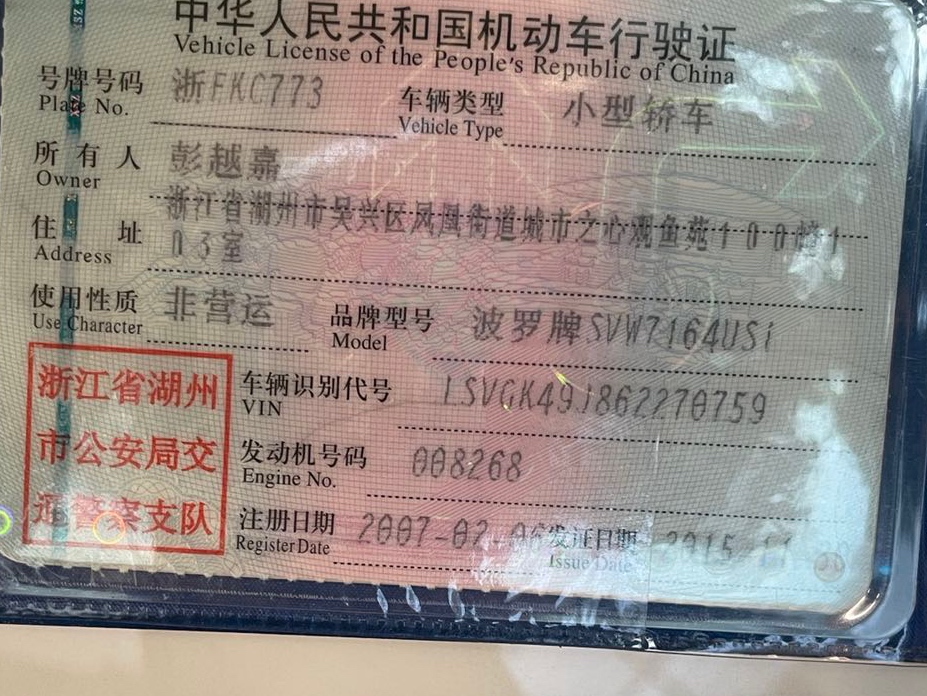 中华人民共和国机动车行驶证
Vehicle License of the People's Republic of China
号牌号码 浙FKC773 车辆类型 小型轿车
Plate No. Vehicle Type
所有人 彭越嘉
Owner
浙江省湖州市吴兴区凤凰街道城市之心观鱼苑100幢1
住址 03室
Address
使用性质 非营运 品牌型号 波罗牌SVW7164USi
Use Character Model
浙江省湖州 车辆识别代号 LSVGK49J862270759
VIN
市公安局交 发动机号码 008268
Engine No.
通警察支队 注册日期 2007-02-06 发证日期 2015-11
Register Date Issue Date